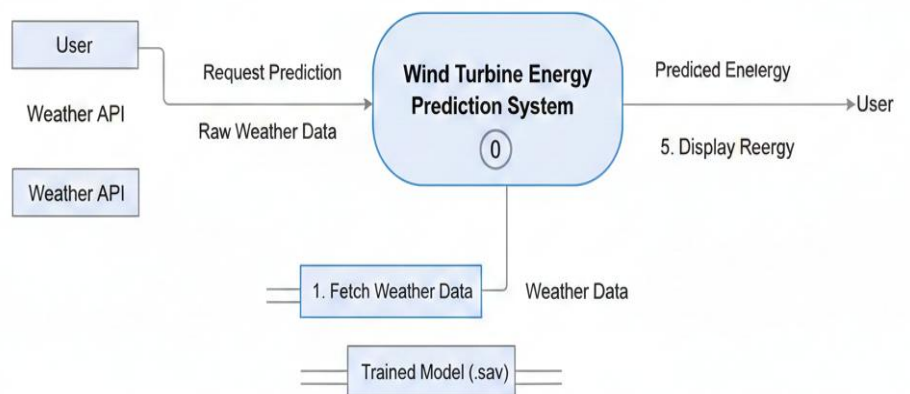 User
Request Prediction
Wind Turbine Energy
Prediction System
0
Prediced Enelergy
User
Weather API
Raw Weather Data
5. Display Reergy
Weather API
1. Fetch Weather Data
Weather Data
Trained Model (.sav)